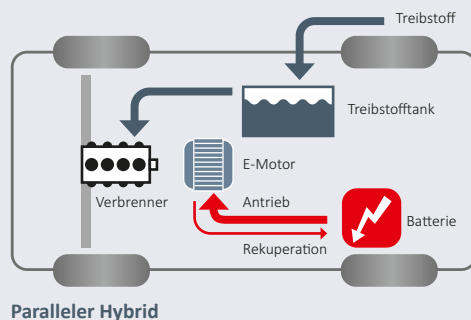 Treibstoff
Treibstofftank
E-Motor
Verbrenner
Antrieb
Batterie
Rekuperation
Paralleler Hybrid